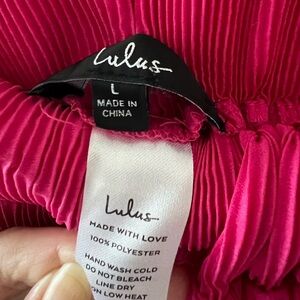 Lulus
L
MADE IN
CHINA
Lulus
MADE WITH LOVE
100% POLYESTER
HAND WASH COLD
DO NOT BLEACH
LINE DRY
ON LOW HEAT